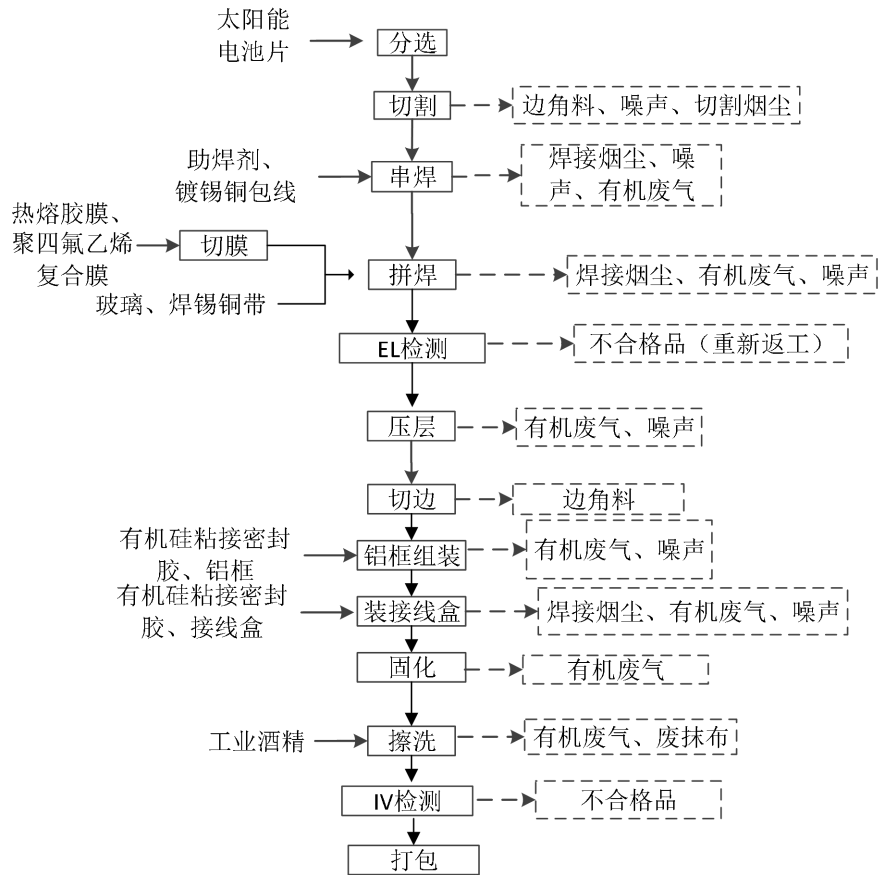 太阳能
电池片
分选
切割
边角料、噪声、切割烟尘
助焊剂、
镀锡铜包线
串焊
焊接烟尘、噪
声、有机废气
热熔胶膜、
聚四氟乙烯
复合膜
切膜
玻璃、焊锡铜带
拼焊
焊接烟尘、有机废气、噪声
EL检测
不合格品（重新返工）
压层
有机废气、噪声
切边
边角料
有机硅粘接密封
胶、铝框
铝框组装
有机废气、噪声
有机硅粘接密封
胶、接线盒
装接线盒
焊接烟尘、有机废气、噪声
固化
有机废气
工业酒精
擦洗
有机废气、废抹布
IV检测
不合格品
打包